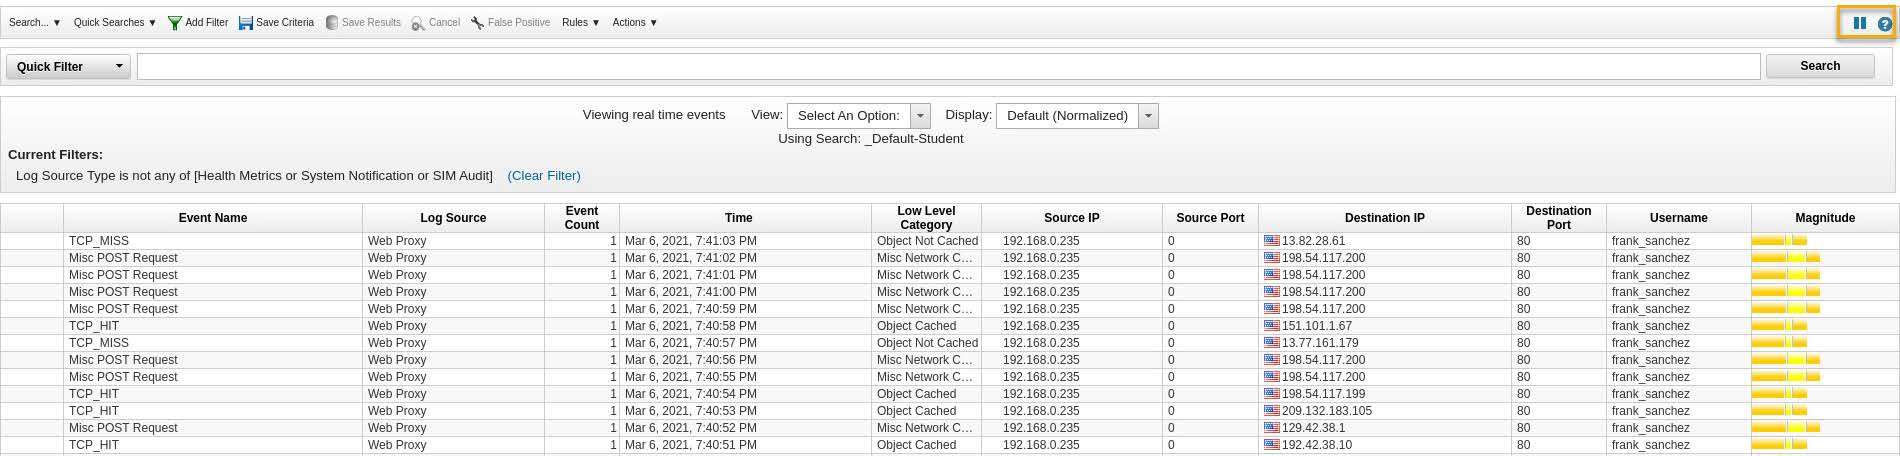 Search... ▼ Quick Searches ▼ Add Filter Save Criteria Save Results Cancel False Positive Rules ▼ Actions ▼ ?
Quick Filter Search
Viewing real time events View: Select An Option: Display: Default (Normalized)
Using Search: _Default-Student
Current Filters:
Log Source Type is not any of [Health Metrics or System Notification or SIM Audit] (Clear Filter)
Event Name Log Source Event Count Time Low Level Category Source IP Source Port Destination IP Destination Port Username Magnitude
TCP_MISS Web Proxy 1 Mar 6, 2021, 7:41:03 PM Object Not Cached 192.168.0.235 0 13.82.28.61 80 frank_sanchez
Misc POST Request Web Proxy 1 Mar 6, 2021, 7:41:02 PM Misc Network C... 192.168.0.235 0 198.54.117.200 80 frank_sanchez
Misc POST Request Web Proxy 1 Mar 6, 2021, 7:41:01 PM Misc Network C... 192.168.0.235 0 198.54.117.200 80 frank_sanchez
Misc POST Request Web Proxy 1 Mar 6, 2021, 7:41:00 PM Misc Network C... 192.168.0.235 0 198.54.117.200 80 frank_sanchez
Misc POST Request Web Proxy 1 Mar 6, 2021, 7:40:59 PM Misc Network C... 192.168.0.235 0 198.54.117.200 80 frank_sanchez
TCP_HIT Web Proxy 1 Mar 6, 2021, 7:40:58 PM Object Cached 192.168.0.235 0 151.101.1.67 80 frank_sanchez
TCP_MISS Web Proxy 1 Mar 6, 2021, 7:40:57 PM Object Not Cached 192.168.0.235 0 13.77.161.179 80 frank_sanchez
Misc POST Request Web Proxy 1 Mar 6, 2021, 7:40:56 PM Misc Network C... 192.168.0.235 0 198.54.117.200 80 frank_sanchez
Misc POST Request Web Proxy 1 Mar 6, 2021, 7:40:55 PM Misc Network C... 192.168.0.235 0 198.54.117.200 80 frank_sanchez
TCP_HIT Web Proxy 1 Mar 6, 2021, 7:40:54 PM Object Cached 192.168.0.235 0 198.54.117.199 80 frank_sanchez
TCP_HIT Web Proxy 1 Mar 6, 2021, 7:40:53 PM Object Cached 192.168.0.235 0 209.132.183.105 80 frank_sanchez
Misc POST Request Web Proxy 1 Mar 6, 2021, 7:40:52 PM Misc Network C... 192.168.0.235 0 129.42.38.1 80 frank_sanchez
TCP_HIT Web Proxy 1 Mar 6, 2021, 7:40:51 PM Object Cached 192.168.0.235 0 192.42.38.10 80 frank_sanchez